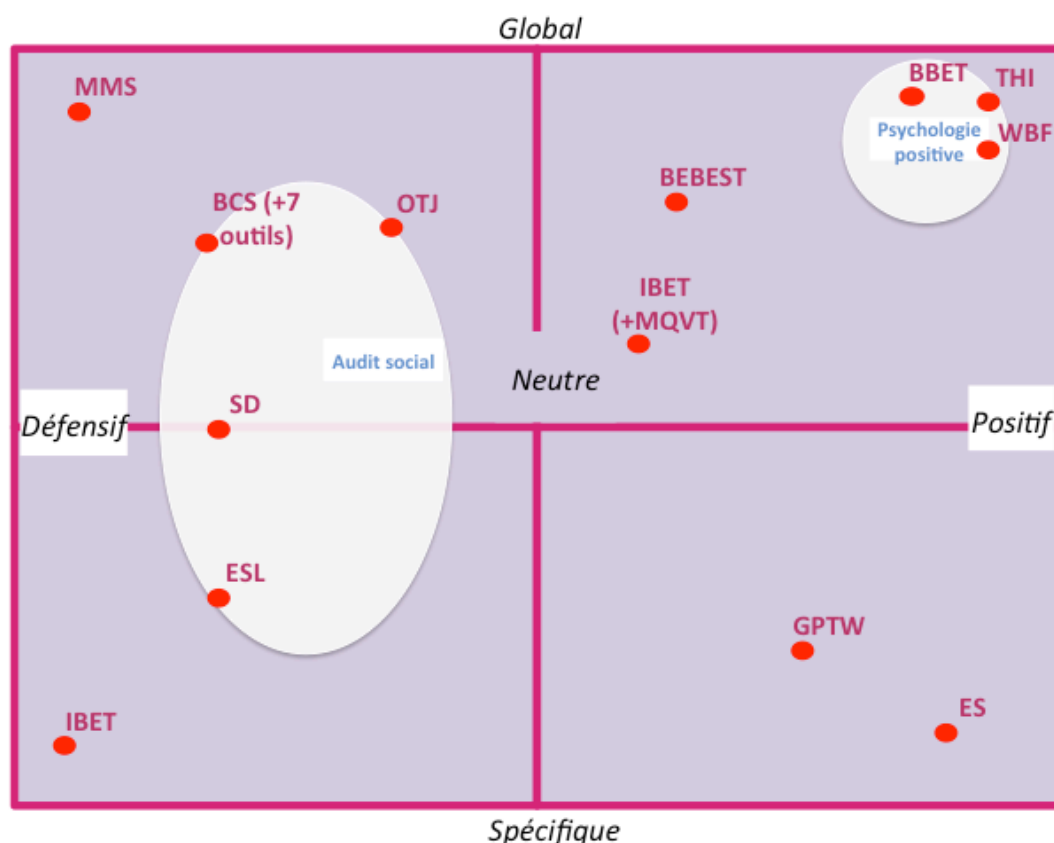 Global
MMS
BBET
THI
Psychologie
positive
WBF
BEBEST
BCS (+7
outils)
OTJ
IBET
(+MQVT)
Audit social
Neutre
SD
Défensif
Positif
ESL
GPTW
IBET
ES
Spécifique